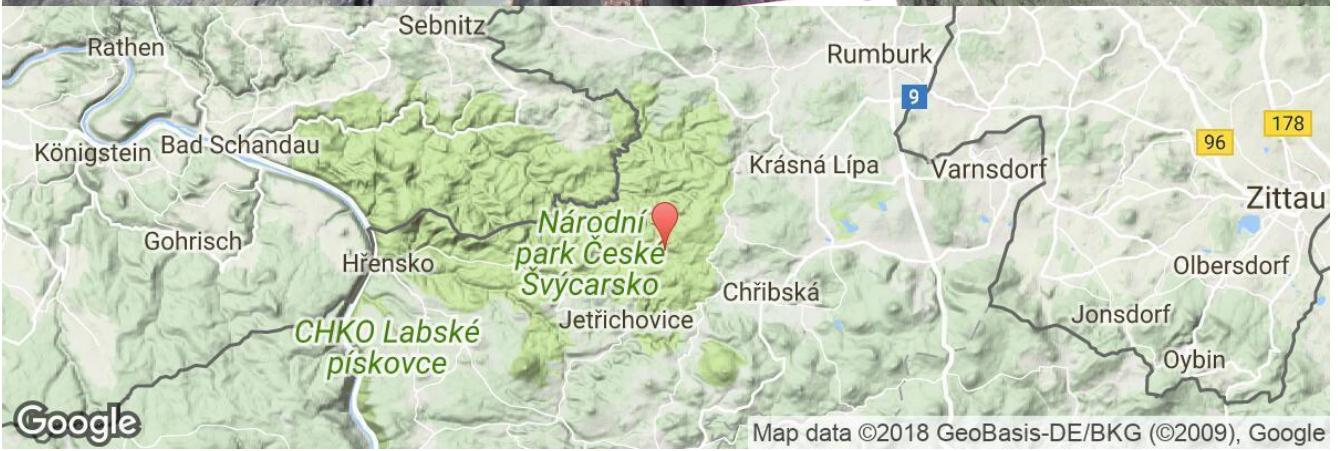 Sebnitz
Rathen
Rumburk
9
178
96
Königstein
Bad Schandau
Krásná Lípa
Varnsdorf
Zittau
Národní
park České
Švýcarsko
Gohrisch
Hřensko
Olbersdorf
Chřibská
Jetřichovice
Jonsdorf
CHKO Labské
pískovce
Oybin
Google
Map data ©2018 GeoBasis-DE/BKG (©2009), Google